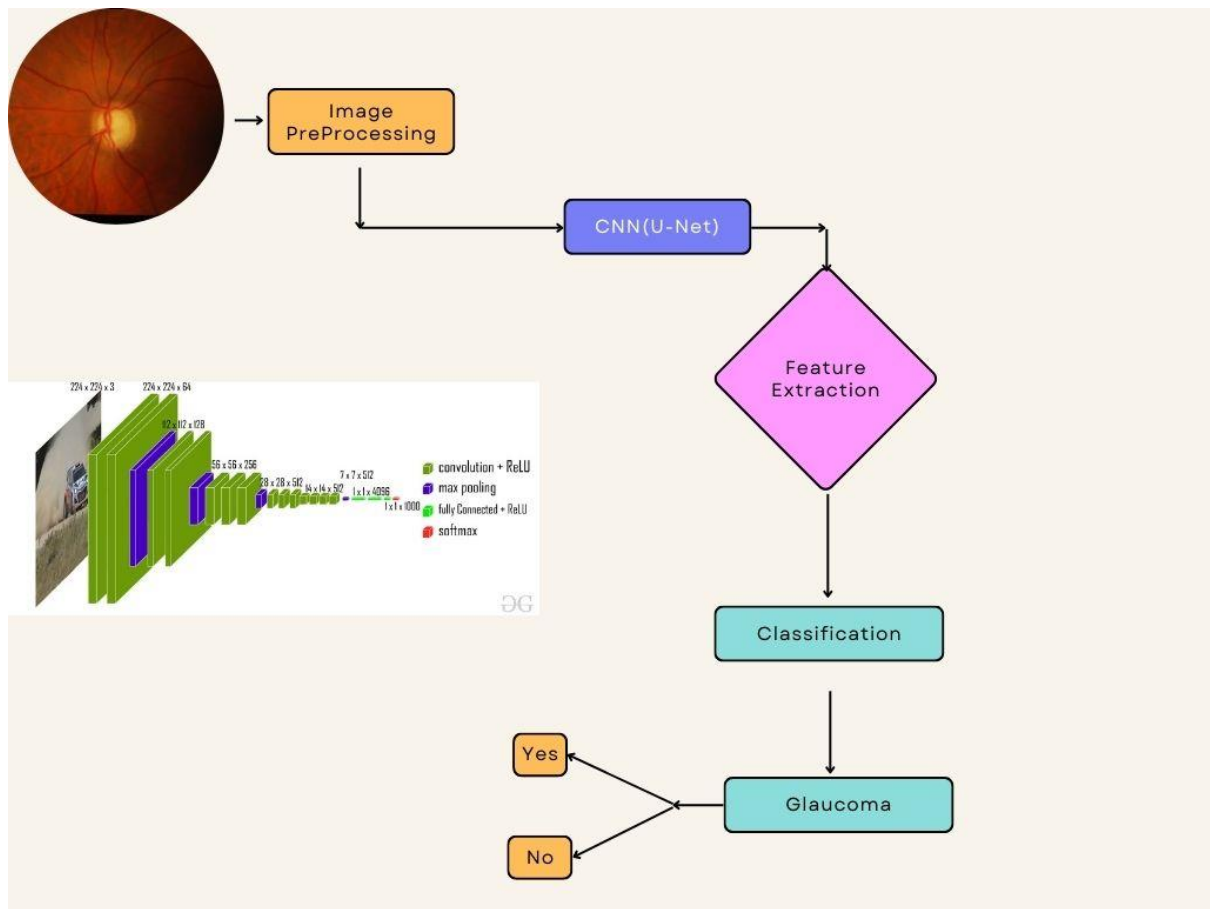 Image
PreProcessing
CNN(U-Net)
Feature
Extraction
224 x 224 x 3
224 x 224 x 64
112 x 112 x 128
56 x 56 x 256
28 x 28 x 512
14 x 14 x 512
7 x 7 x 512
1 x 1 x 4096
1 x 1 x 1000
convolution + ReLU
max pooling
fully Connected + ReLU
softmax
Classification
Glaucoma
Yes
No